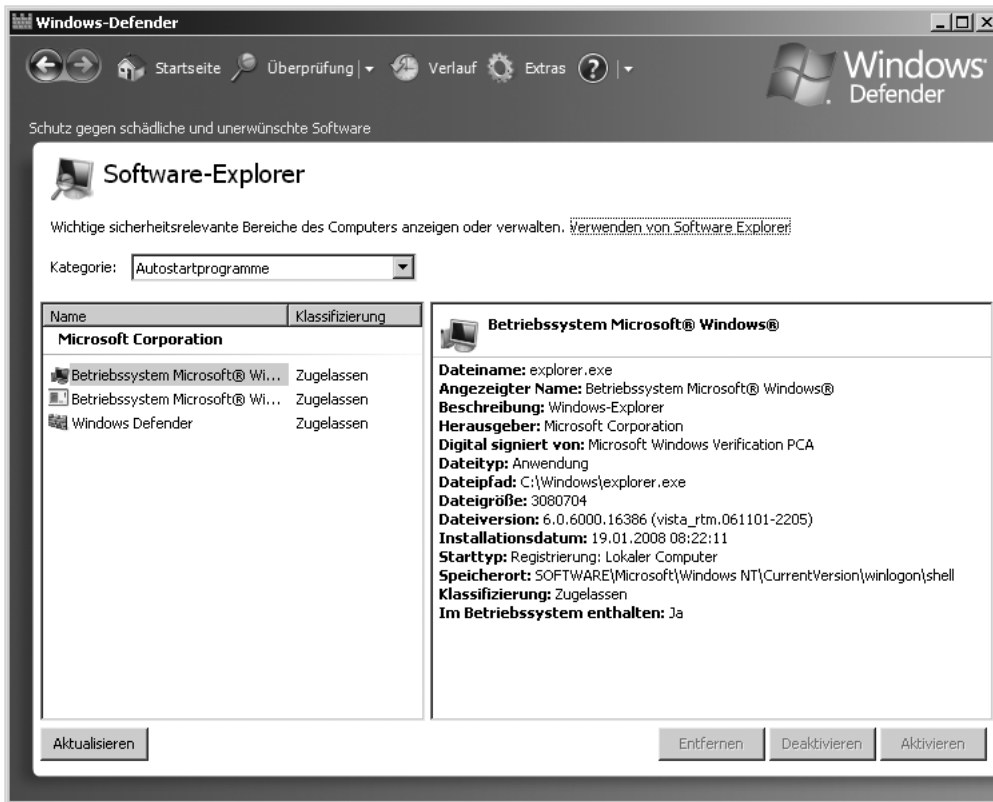 Windows-Defender
Startseite Überprüfung Verlauf Extras
Windows
Defender
Schutz gegen schädliche und unerwünschte Software
Software-Explorer
Wichtige sicherheitsrelevante Bereiche des Computers anzeigen oder verwalten. Verwenden von Software Explorer
Kategorie: Autostartprogramme
Name Klassifizierung
Microsoft Corporation
Betriebssystem Microsoft® Wi... Zugelassen
Betriebssystem Microsoft® Wi... Zugelassen
Windows Defender Zugelassen
Betriebssystem Microsoft® Windows®
Dateiname: explorer.exe
Angezeigter Name: Betriebssystem Microsoft® Windows®
Beschreibung: Windows-Explorer
Herausgeber: Microsoft Corporation
Digital signiert von: Microsoft Windows Verification PCA
Dateityp: Anwendung
Dateipfad: C:\Windows\explorer.exe
Dateigröße: 3080704
Dateiversion: 6.0.6000.16386 (vista_rtm.061101-2205)
Installationsdatum: 19.01.2008 08:22:11
Starttyp: Registrierung: Lokaler Computer
Speicherort: SOFTWARE\Microsoft\Windows NT\CurrentVersion\winlogon\shell
Klassifizierung: Zugelassen
Im Betriebssystem enthalten: Ja
Aktualisieren Entfernen Deaktivieren Aktivieren